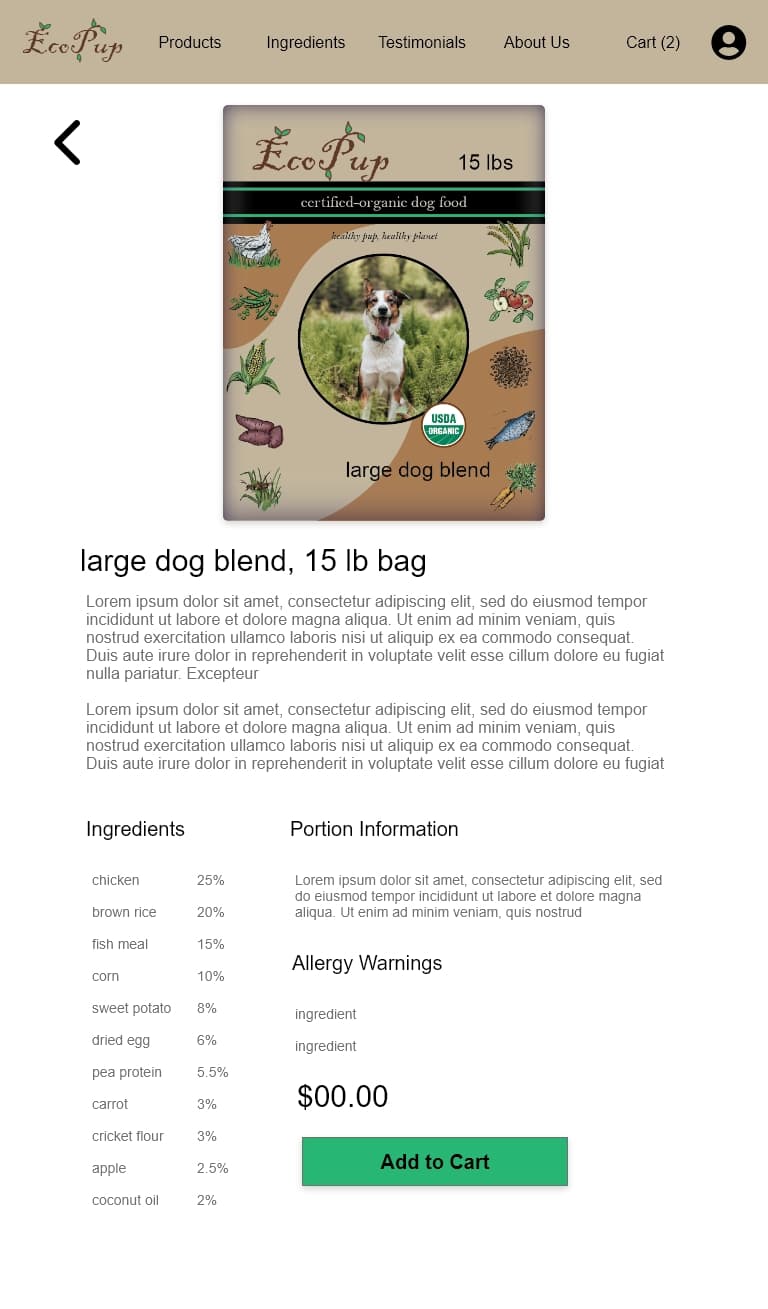 EcoPup Products Ingredients Testimonials About Us Cart (2)
EcoPup 15 lbs
certified-organic dog food
healthy pup, healthy planet
USDA
ORGANIC
large dog blend
large dog blend, 15 lb bag
Lorem ipsum dolor sit amet, consectetur adipiscing elit, sed do eiusmod tempor
incididunt ut labore et dolore magna aliqua. Ut enim ad minim veniam, quis
nostrud exercitation ullamco laboris nisi ut aliquip ex ea commodo consequat.
Duis aute irure dolor in reprehenderit in voluptate velit esse cillum dolore eu fugiat
nulla pariatur. Excepteur
Lorem ipsum dolor sit amet, consectetur adipiscing elit, sed do eiusmod tempor
incididunt ut labore et dolore magna aliqua. Ut enim ad minim veniam, quis
nostrud exercitation ullamco laboris nisi ut aliquip ex ea commodo consequat.
Duis aute irure dolor in reprehenderit in voluptate velit esse cillum dolore eu fugiat
Ingredients
chicken 25%
brown rice 20%
fish meal 15%
corn 10%
sweet potato 8%
dried egg 6%
pea protein 5.5%
carrot 3%
cricket flour 3%
apple 2.5%
coconut oil 2%
Portion Information
Lorem ipsum dolor sit amet, consectetur adipiscing elit, sed
do eiusmod tempor incididunt ut labore et dolore magna
aliqua. Ut enim ad minim veniam, quis nostrud
Allergy Warnings
ingredient
ingredient
$00.00
Add to Cart